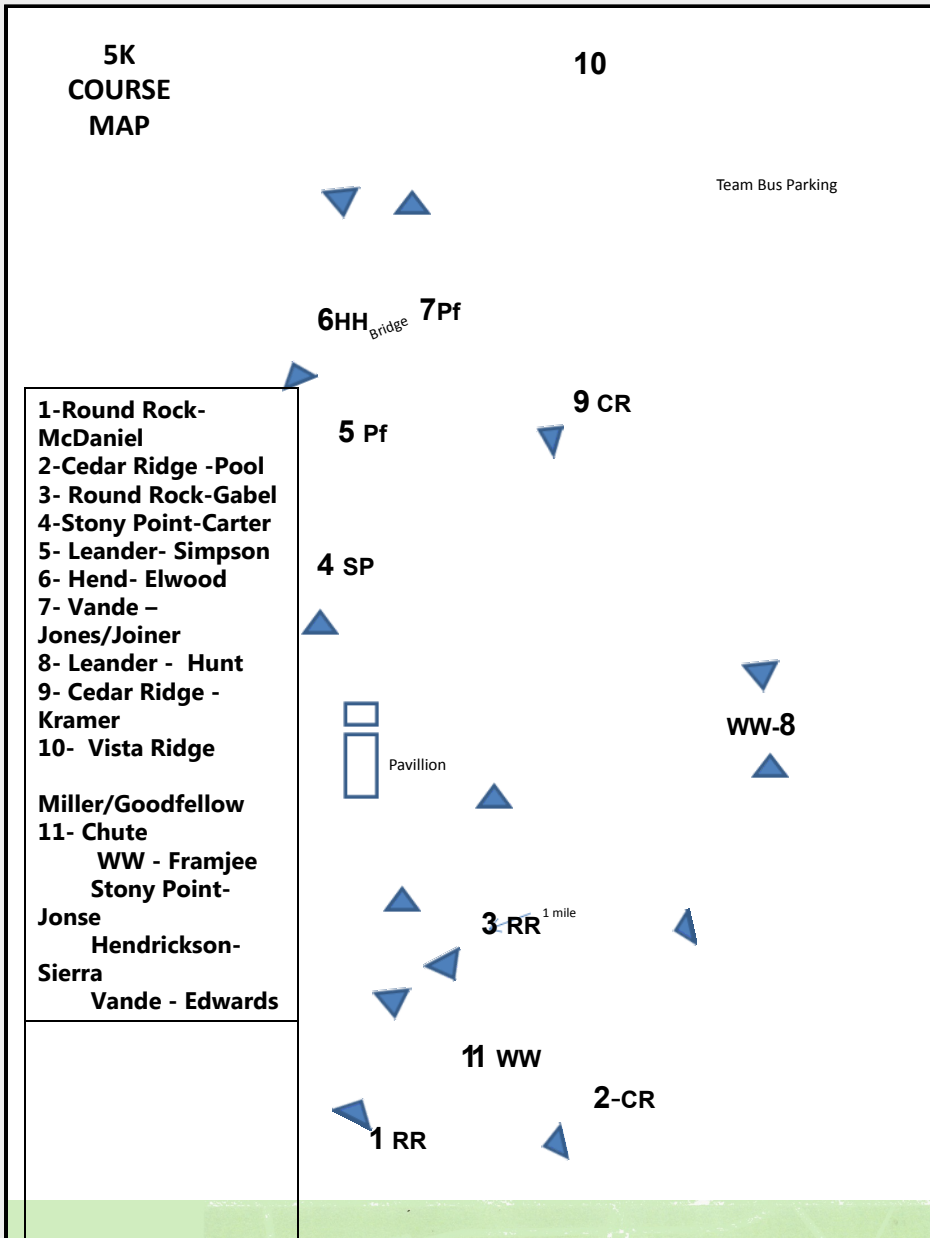 5K
COURSE
MAP
10
Team Bus Parking
6HH
Bridge
7Pf
9 CR
5 Pf
4 SP
1-Round Rock-
McDaniel
2-Cedar Ridge -Pool
3- Round Rock-Gabel
4-Stony Point-Carter
5- Leander- Simpson
6- Hend- Elwood
7- Vande –
Jones/Joiner
8- Leander - Hunt
9- Cedar Ridge -
Kramer
10- Vista Ridge
Miller/Goodfellow
11- Chute
WW - Framjee
Stony Point-
Jonse
Hendrickson-
Sierra
Vande - Edwards
WW-8
Pavillion
3 RR
1 mile
11 WW
2-CR
1 RR